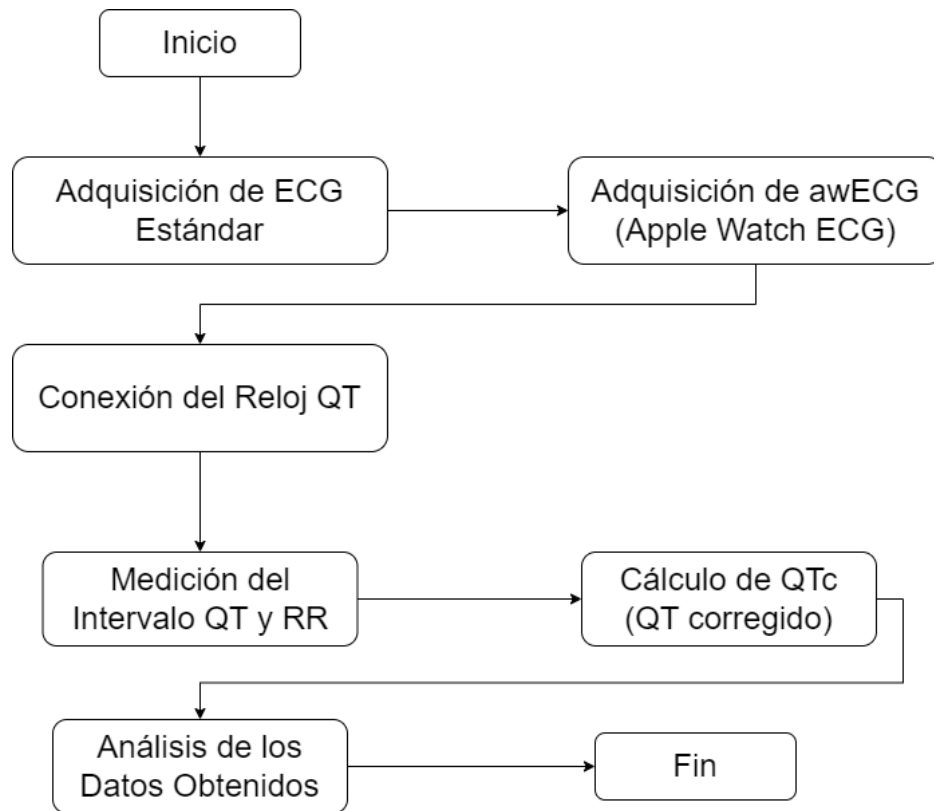 Inicio
Adquisición de ECG
Estándar
Adquisición de awECG
(Apple Watch ECG)
Conexión del Reloj QT
Medición del
Intervalo QT y RR
Cálculo de QTc
(QT corregido)
Análisis de los
Datos Obtenidos
Fin